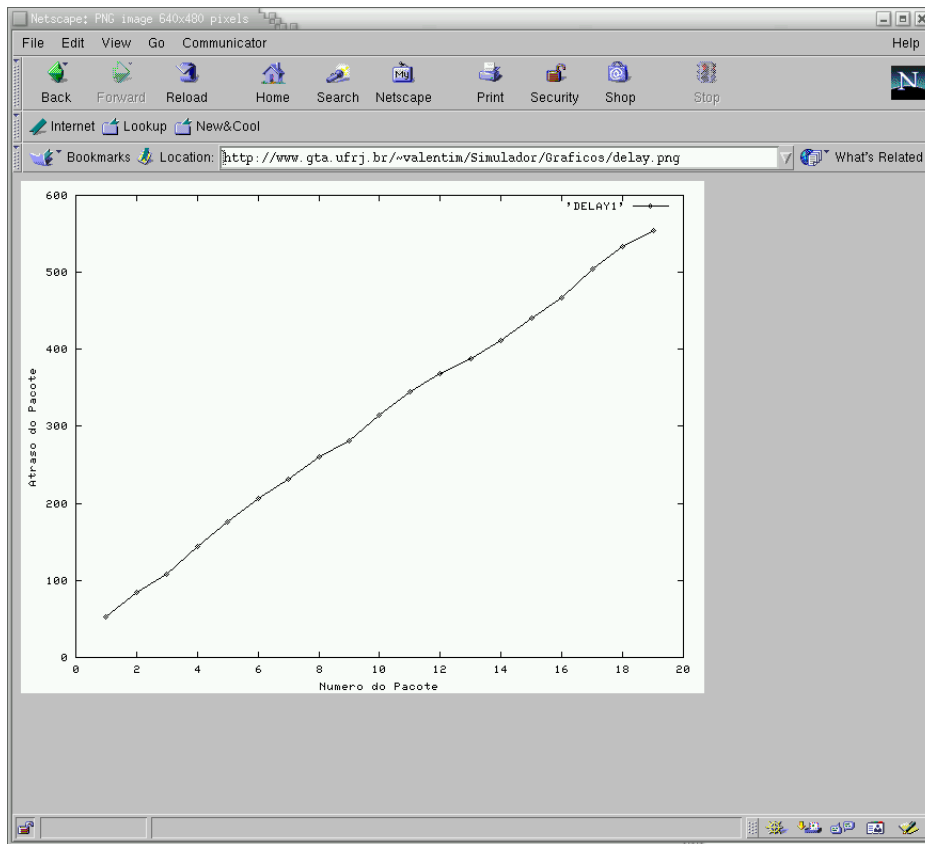 Netscape: PNG image 640x480 pixels
File Edit View Go Communicator Help
Back Forward Reload Home Search Netscape Print Security Shop Stop
My
N
Internet Lookup New&Cool
Bookmarks Location: http://www.gta.ufrj.br/~valentim/Simulador/Graficos/delay.png What's Related
'DELAY1'
600
500
400
300
200
100
0
Atraso do Pacote
0 2 4 6 8 10 12 14 16 18 20
Numero do Pacote